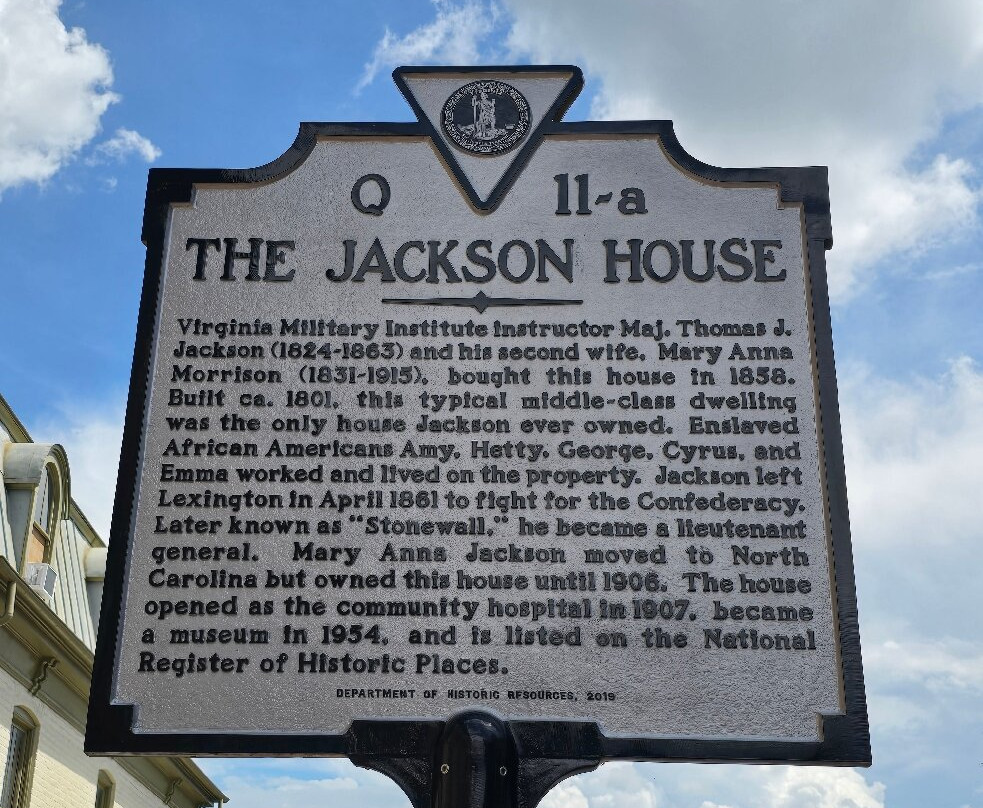 Q 11-a
THE JACKSON HOUSE
Virginia Military Institute instructor Maj. Thomas J.
Jackson (1824-1863) and his second wife, Mary Anna
Morrison (1831-1915), bought this house in 1858.
Built ca. 1801, this typical middle-class dwelling
was the only house Jackson ever owned. Enslaved
African Americans Amy, Hetty, George, Cyrus, and
Emma worked and lived on the property. Jackson left
Lexington in April 1861 to fight for the Confederacy.
Later known as “Stonewall,” he became a lieutenant
general. Mary Anna Jackson moved to North
Carolina but owned this house until 1906. The house
opened as the community hospital in 1907, became
a museum in 1954, and is listed on the National
Register of Historic Places.
DEPARTMENT OF HISTORIC RESOURCES, 2019